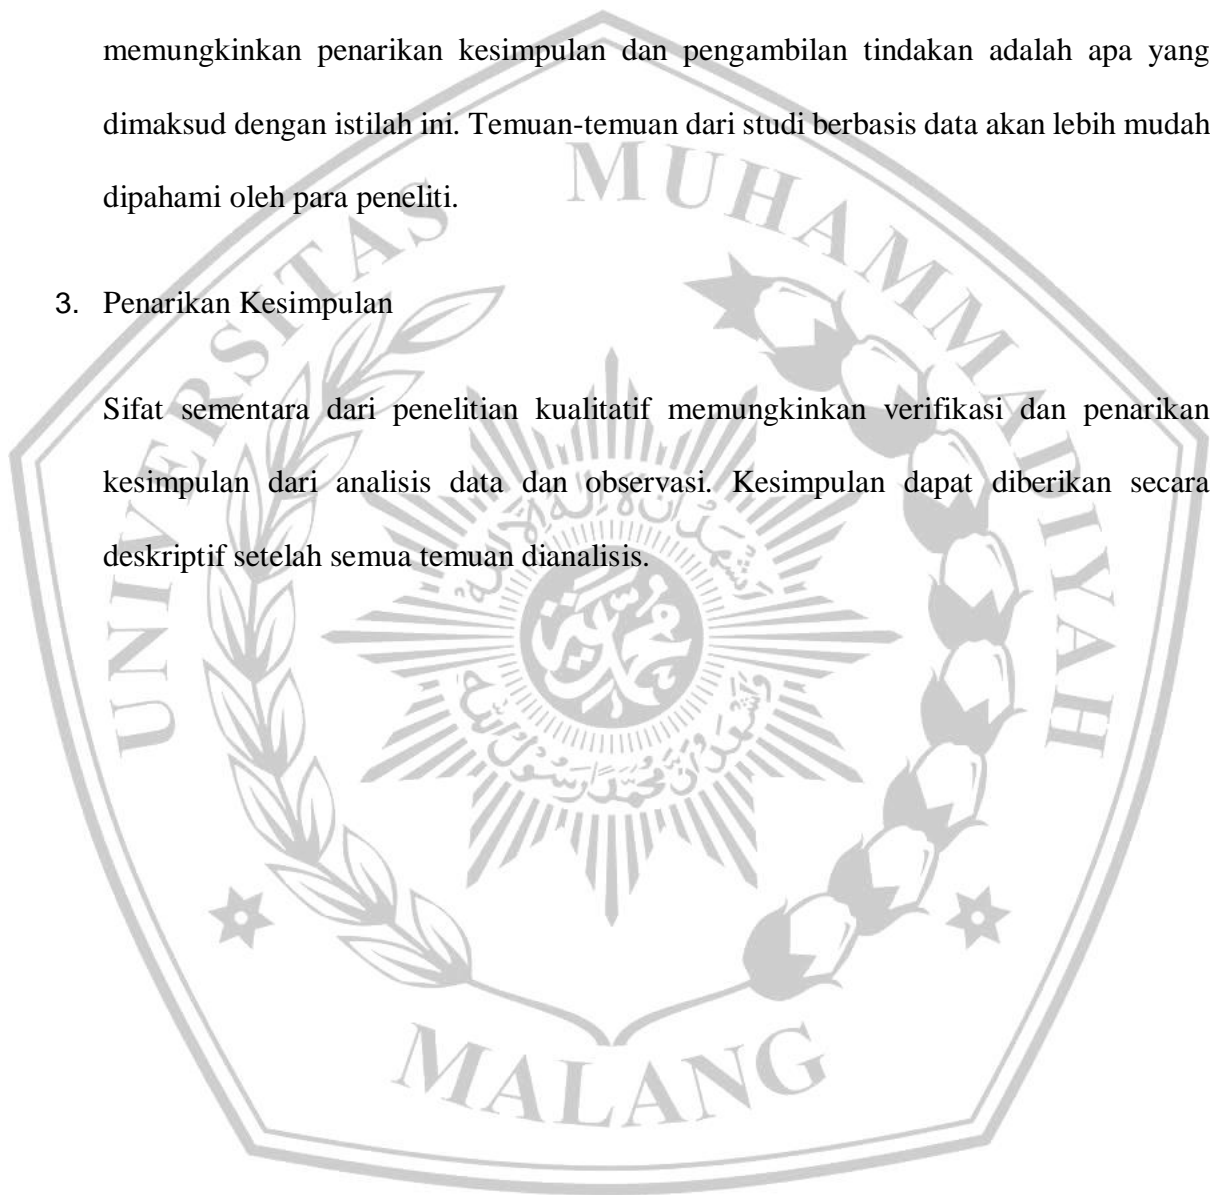 memungkinkan penarikan kesimpulan dan pengambilan tindakan adalah apa yang
dimaksud dengan istilah ini. Temuan-temuan dari studi berbasis data akan lebih mudah
dipahami oleh para peneliti.
3. Penarikan Kesimpulan
Sifat sementara dari penelitian kualitatif memungkinkan verifikasi dan penarikan
kesimpulan dari analisis data dan observasi. Kesimpulan dapat diberikan secara
deskriptif setelah semua temuan dianalisis.
UNIVERSITAS MUHAMMADIYAH
MALANG